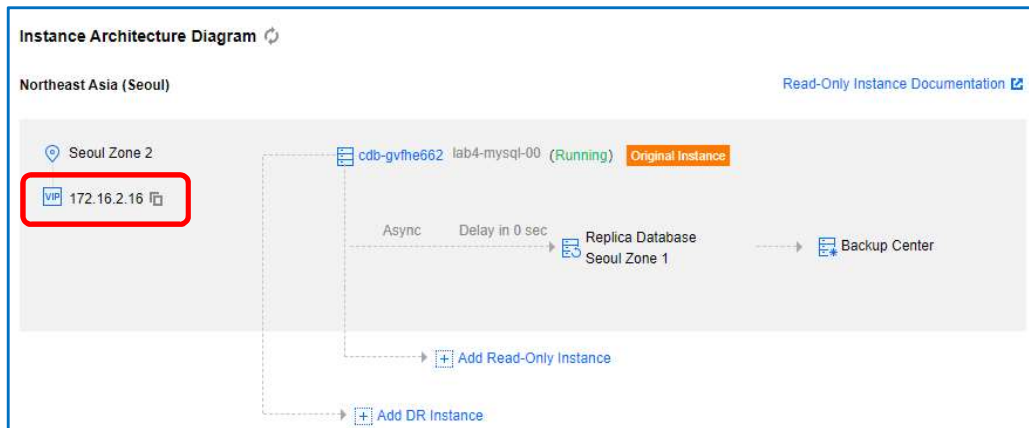 Instance Architecture Diagram
Northeast Asia (Seoul)
Read-Only Instance Documentation
Seoul Zone 2
cdb-gvfhe662 lab4-mysql-00 (Running) Original Instance
VIP 172.16.2.16
Async Delay in 0 sec
Replica Database
Seoul Zone 1
Backup Center
Add Read-Only Instance
Add DR Instance